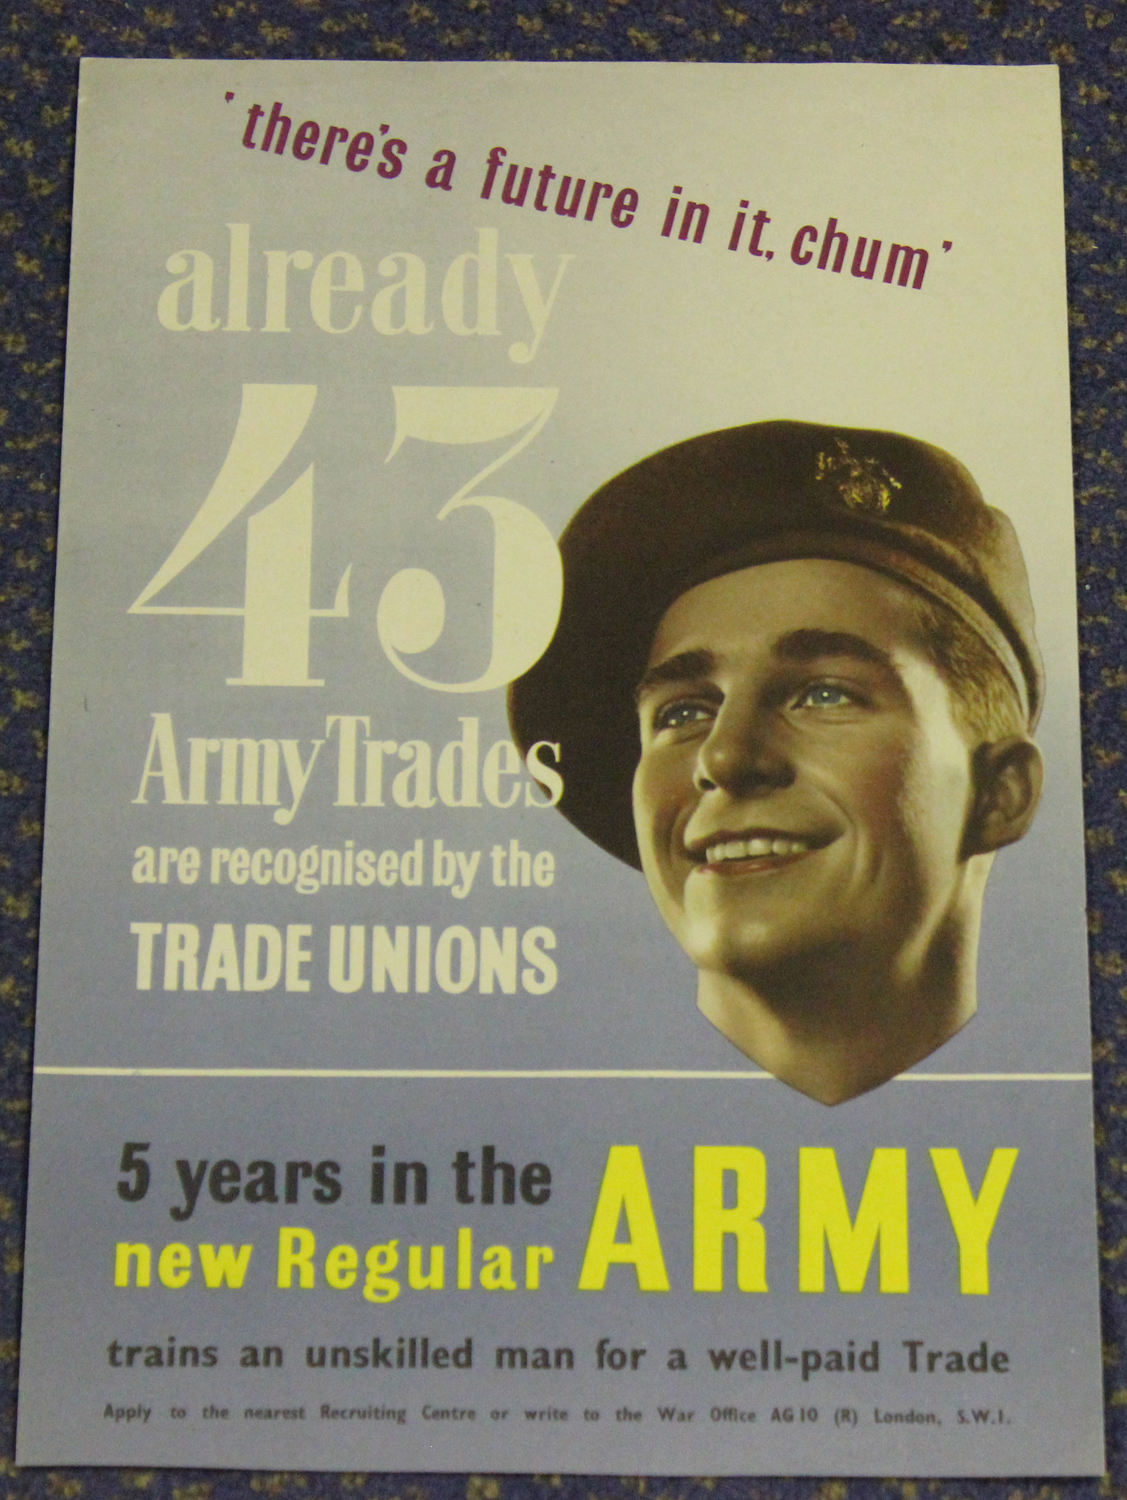 'there's a future in it, chum'
already
43
Army Trades
are recognised by the
TRADE UNIONS
5 years in the
new Regular ARMY
trains an unskilled man for a well-paid Trade
Apply to the nearest Recruiting Centre or write to the War Office AG10 (R) London, S.W.1.